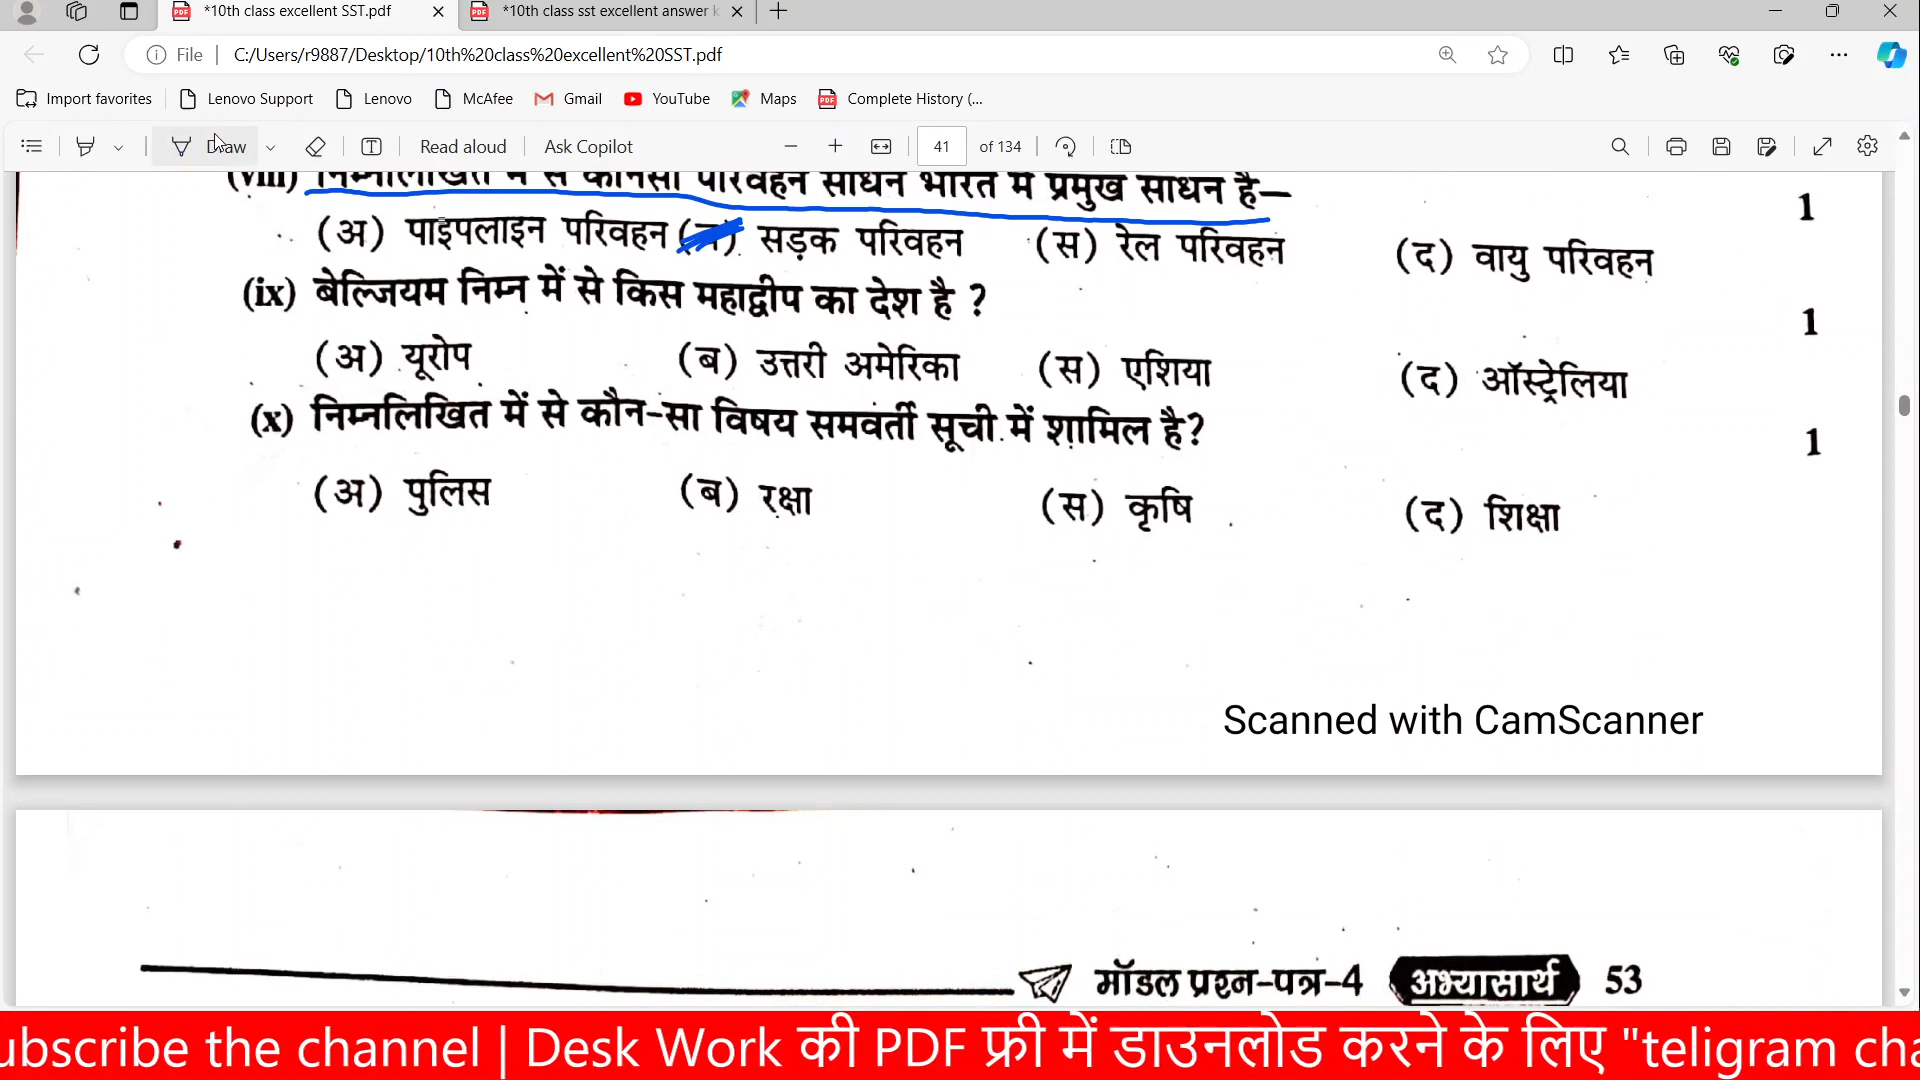 *10th class excellent SST.pdf
*10th class sst excellent answer k
File
C:/Users/r9887/Desktop/10th%20class%20excellent%20SST.pdf
Import favorites
Lenovo Support
Lenovo
McAfee
Gmail
YouTube
Maps
Complete History (...
Draw
Read aloud
Ask Copilot
41 of 134
(viii) निम्नलिखित में से कौनसा परिवहन साधन भारत में प्रमुख साधन है— 1
(अ) पाइपलाइन परिवहन सड़क परिवहन (स) रेल परिवहन (द) वायु परिवहन
(ix) बेल्जियम निम्न में से किस महाद्वीप का देश है ? 1
(अ) यूरोप (ब) उत्तरी अमेरिका (स) एशिया (द) ऑस्ट्रेलिया
(x) निम्नलिखित में से कौन-सा विषय समवर्ती सूची में शामिल है? 1
(अ) पुलिस (ब) रक्षा (स) कृषि (द) शिक्षा
Scanned with CamScanner
मॉडल प्रश्न-पत्र-4 अभ्यासार्थ 53
ubscribe the channel | Desk Work की PDF फ्री में डाउनलोड करने के लिए "teligram cha